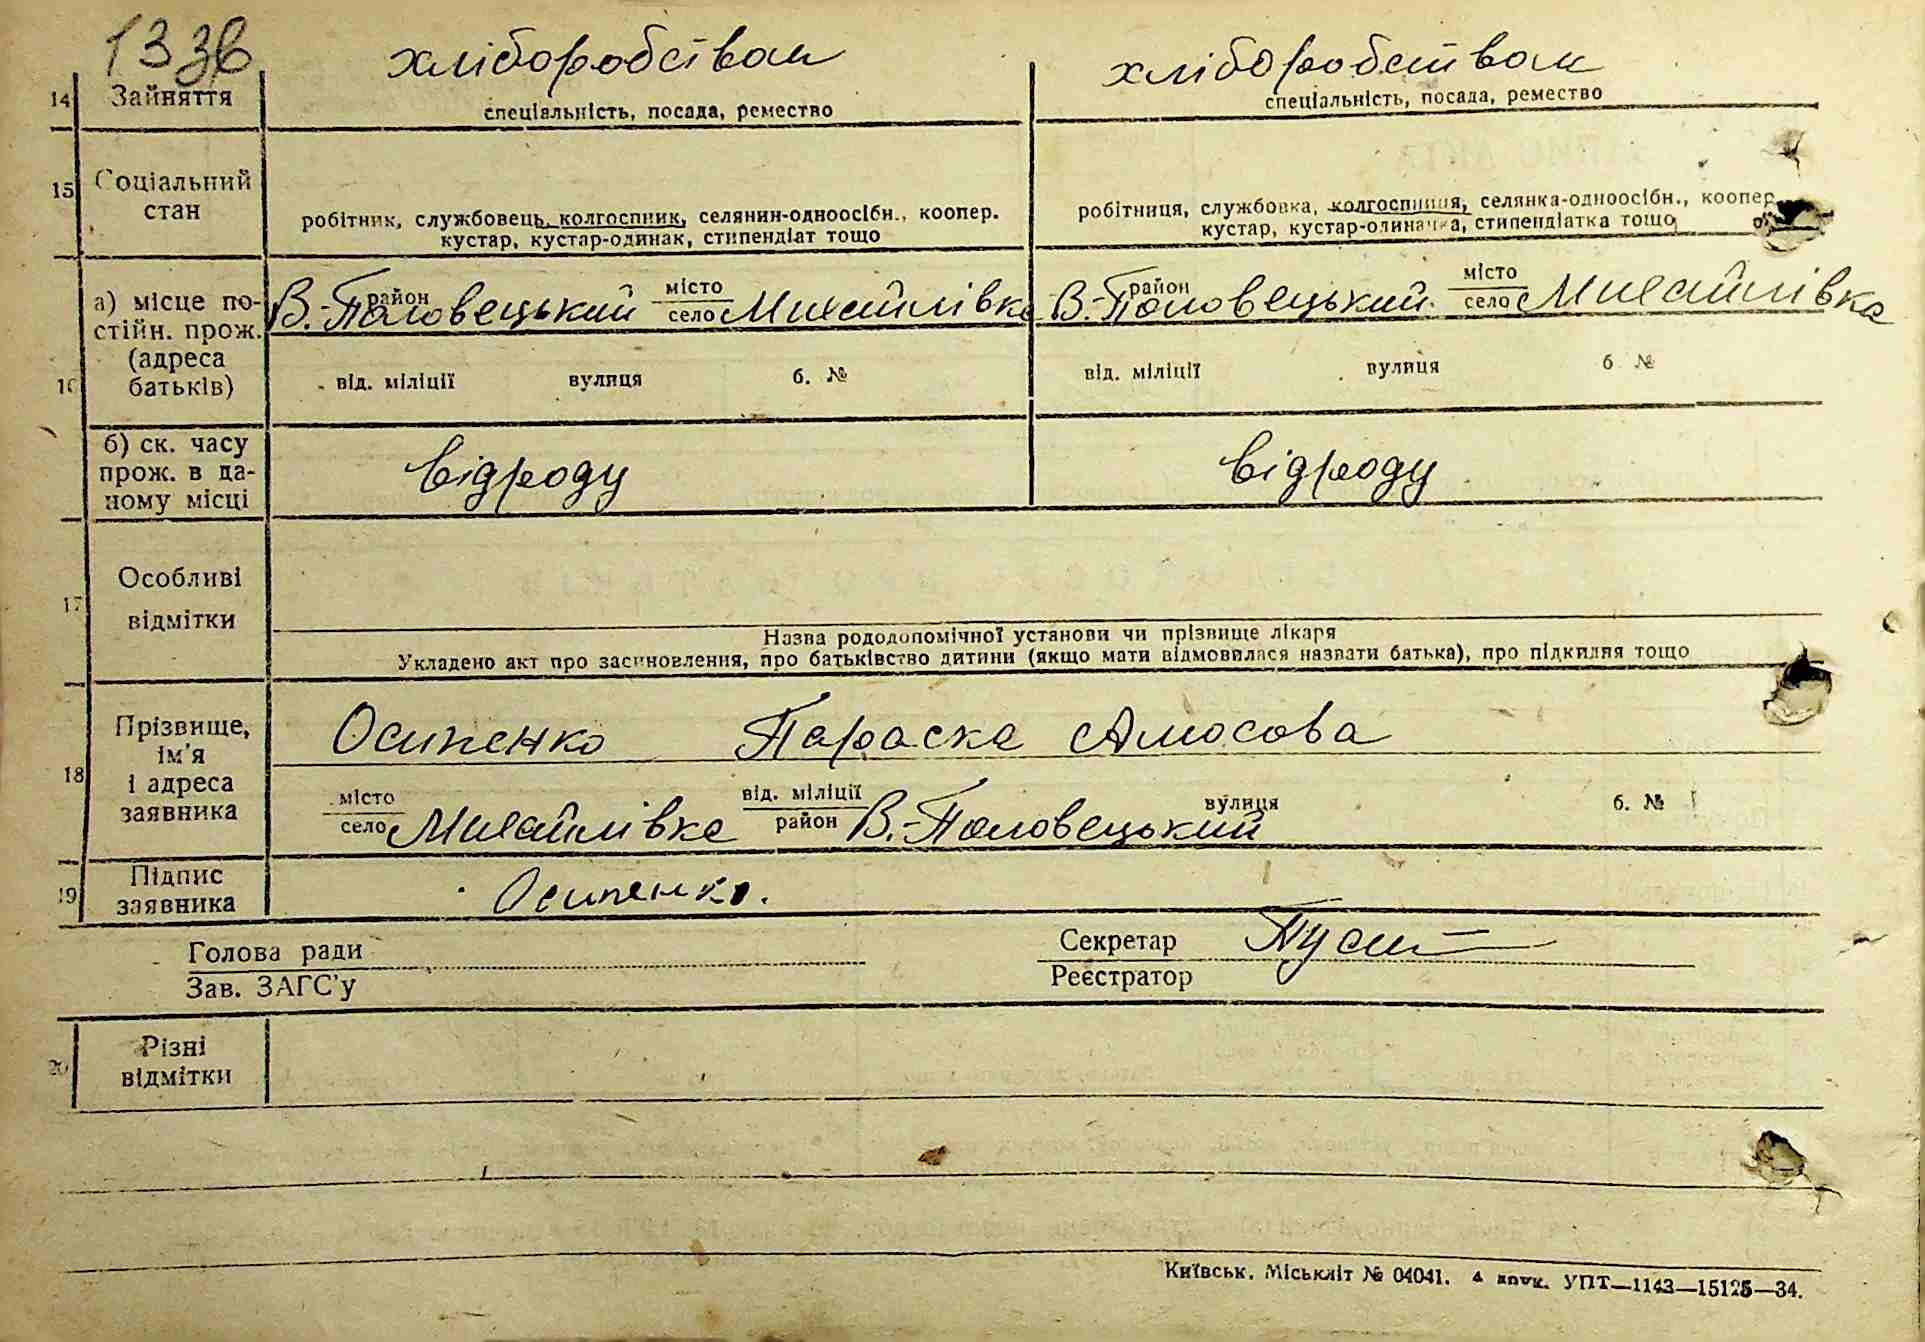 133в
хліборобством хліборобством
14 Зайняття
спеціальність, посада, ремество спеціальність, посада, ремество
15 Соціальний стан
робітник, службовець, колгоспник, селянин-одноосібн., коопер. робітниця, службовка, колгоспниця, селянка-одноосібн., коопер.
кустар, кустар-одинак, стипендіат тощо кустар, кустар-одиначка, стипендіатка тощо
16 а) місце постійн. прож. (адреса батьків)
В.-Половецький район місто село Михайлівка В.-Половецький район місто село Михайлівка
від. міліції вулиця б. № від. міліції вулиця б №
б) ск. часу прож. в даному місці
відроду відроду
17 Особливі відмітки
Назва рододопомічної установи чи прізвище лікаря
Укладено акт про засиновлення, про батьківство дитини (якщо мати відмовилася назвати батька), про підкидня тощо
18 Прізвище, ім'я і адреса заявника
Осипенко Параска Амосова
місто село Михайлівка від. міліції район В.-Половецький вулиця б. №
19 Підпис заявника
Осипенко.
Голова ради Секретар
Зав. ЗАГС'у Реєстратор
20 Різні відмітки
Київськ. Міськліт № 04041. УПТ—1143—15125—34.